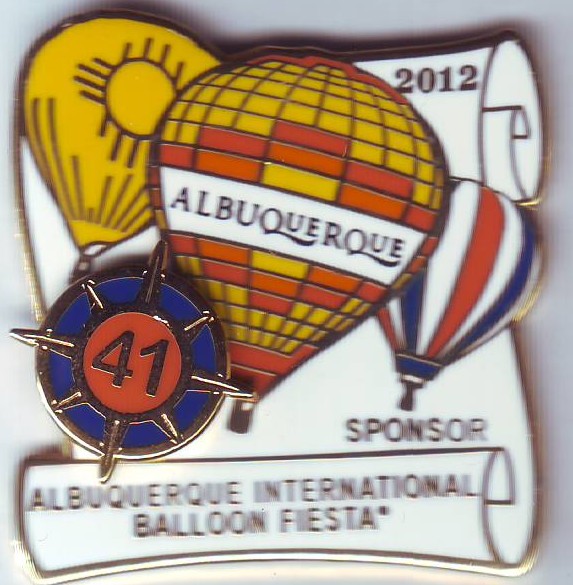 2012
ALBUQUERQUE
41
SPONSOR
ALBUQUERQUE INTERNATIONAL
BALLOON FIESTA®